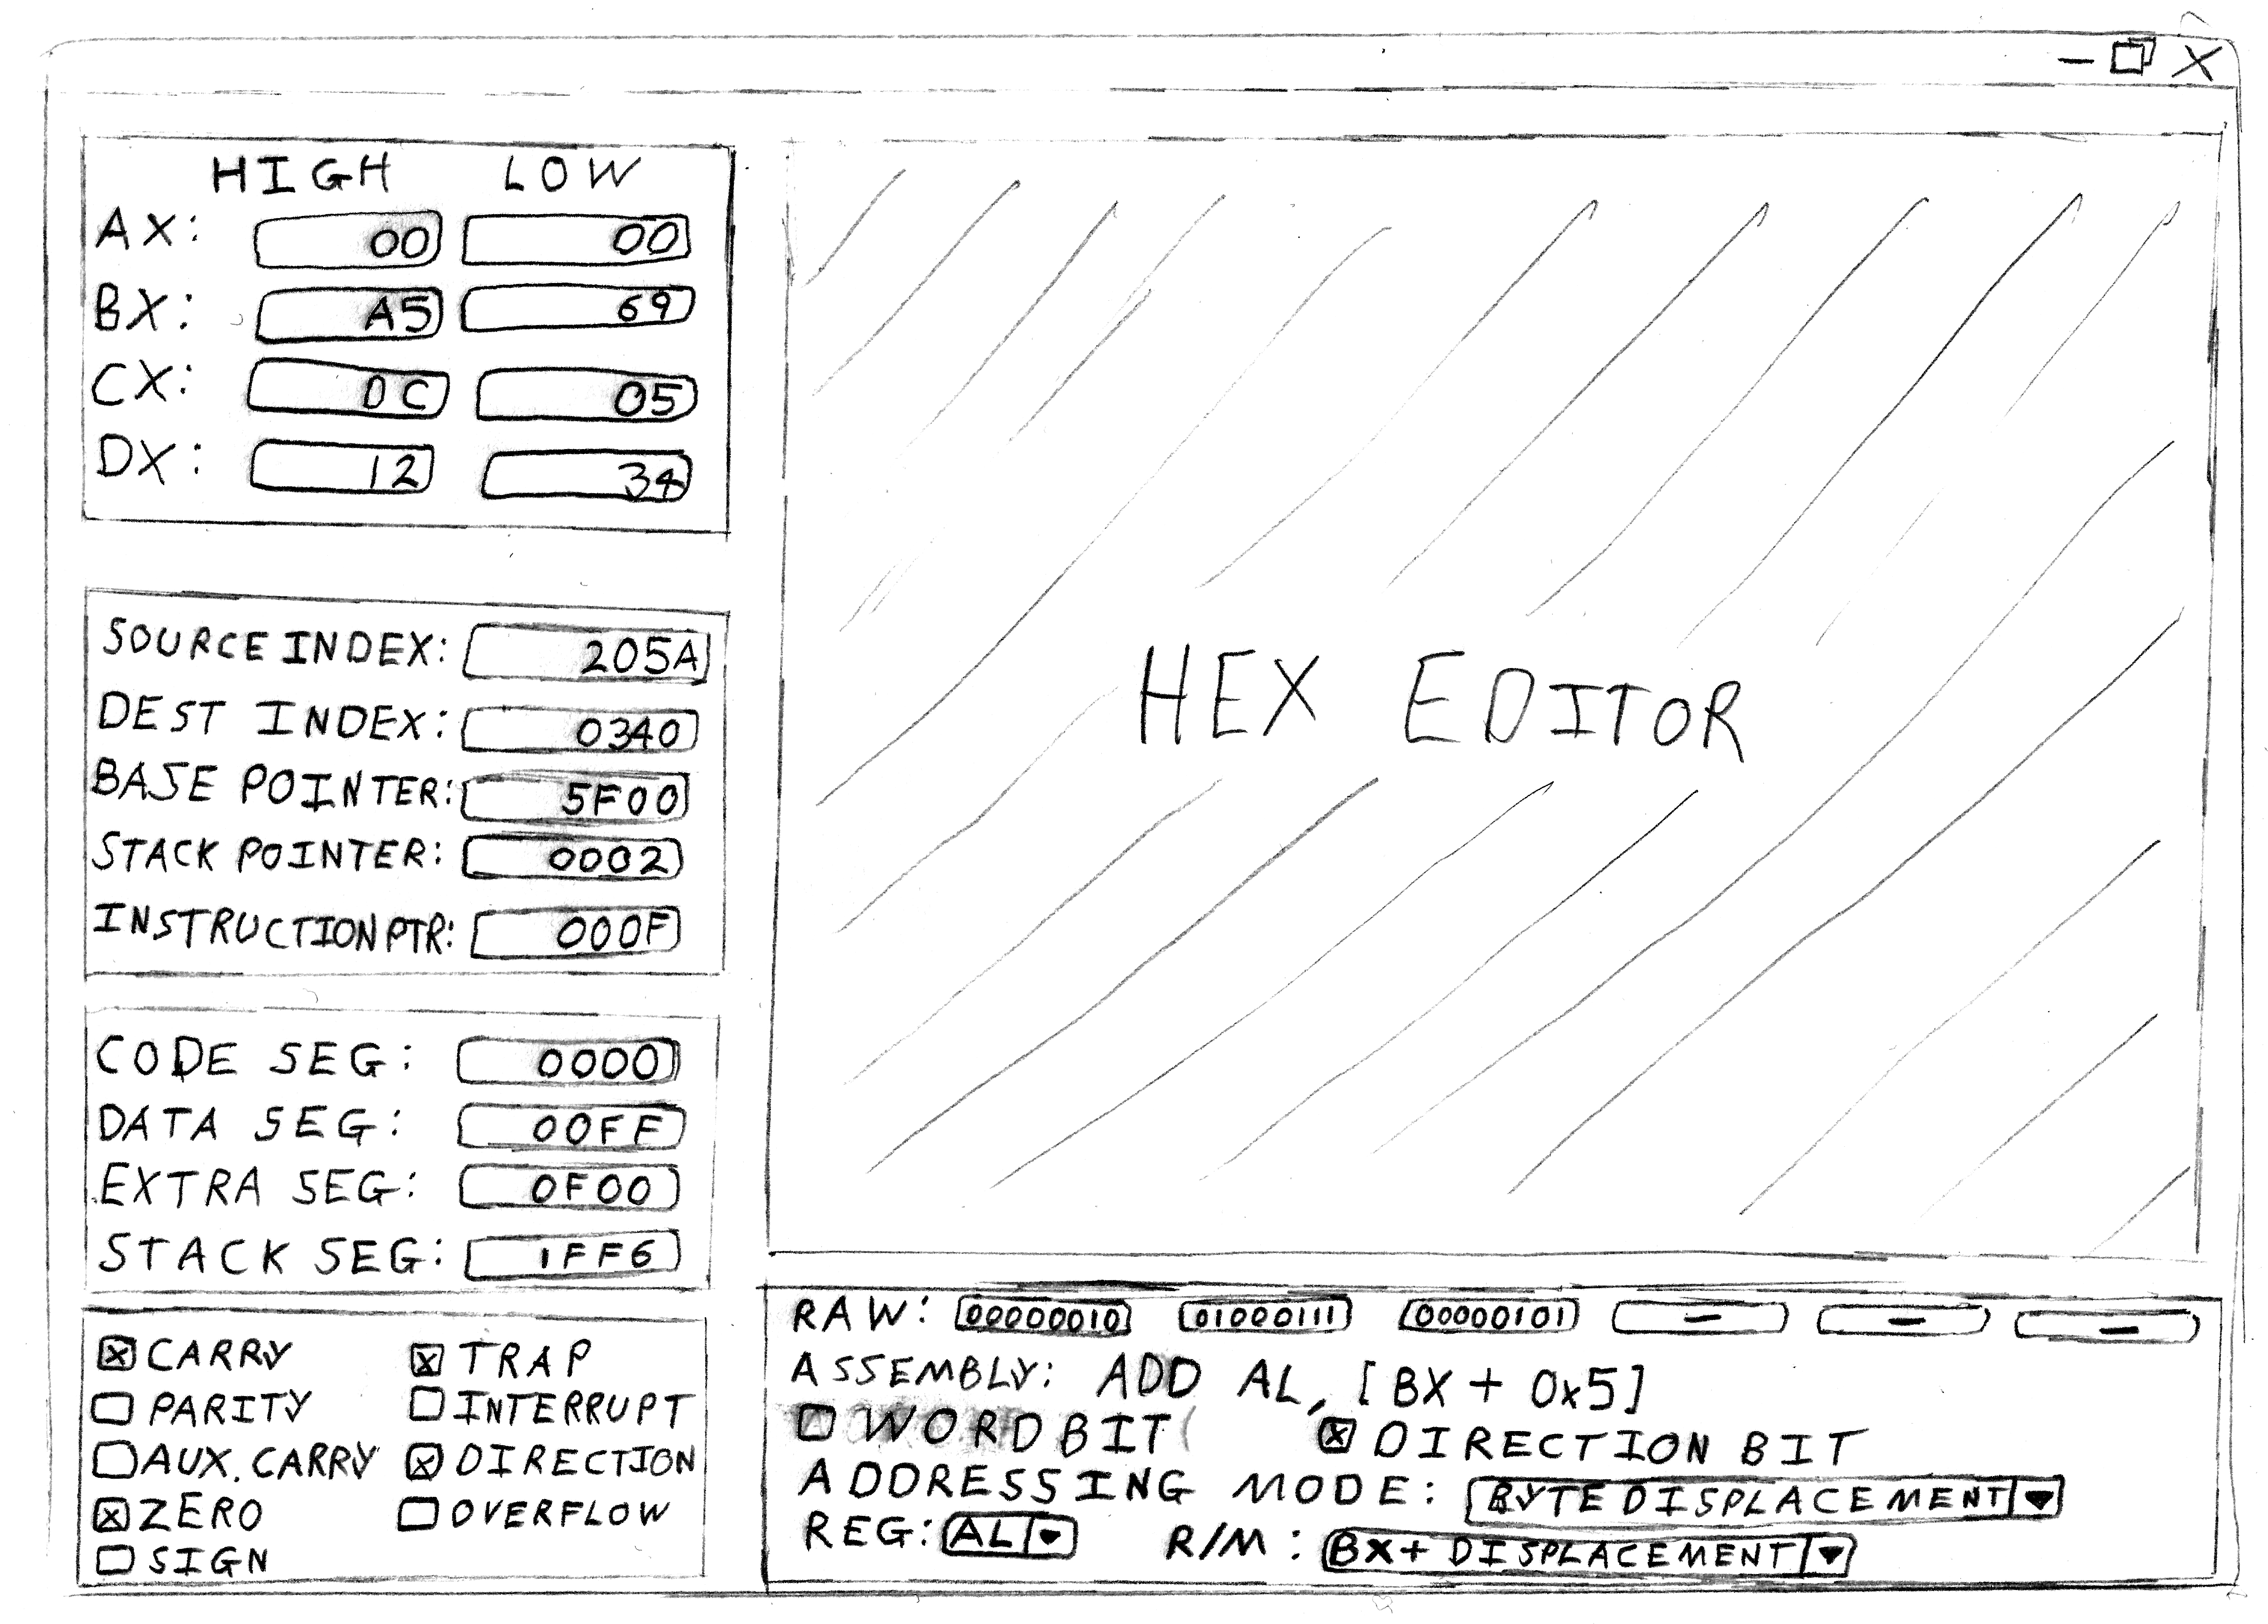 HIGH LOW
AX: 00 00
BX: A5 69
CX: 0C 05
DX: 12 34
SOURCE INDEX: 205A
DEST INDEX: 0340
BASE POINTER: 5F00
STACK POINTER: 0002
INSTRUCTION PTR: 000F
CODE SEG: 0000
DATA SEG: 00FF
EXTRA SEG: 0F00
STACK SEG: 1FF6
CARRY TRAP
PARITY INTERRUPT
AUX. CARRY DIRECTION
ZERO OVERFLOW
SIGN
HEX EDITOR
RAW: 00000010 01000111 00000101 – – –
ASSEMBLY: ADD AL, [BX + 0x5]
WORD BIT DIRECTION BIT
ADDRESSING MODE: BYTE DISPLACEMENT
REG: AL R/M: BX + DISPLACEMENT